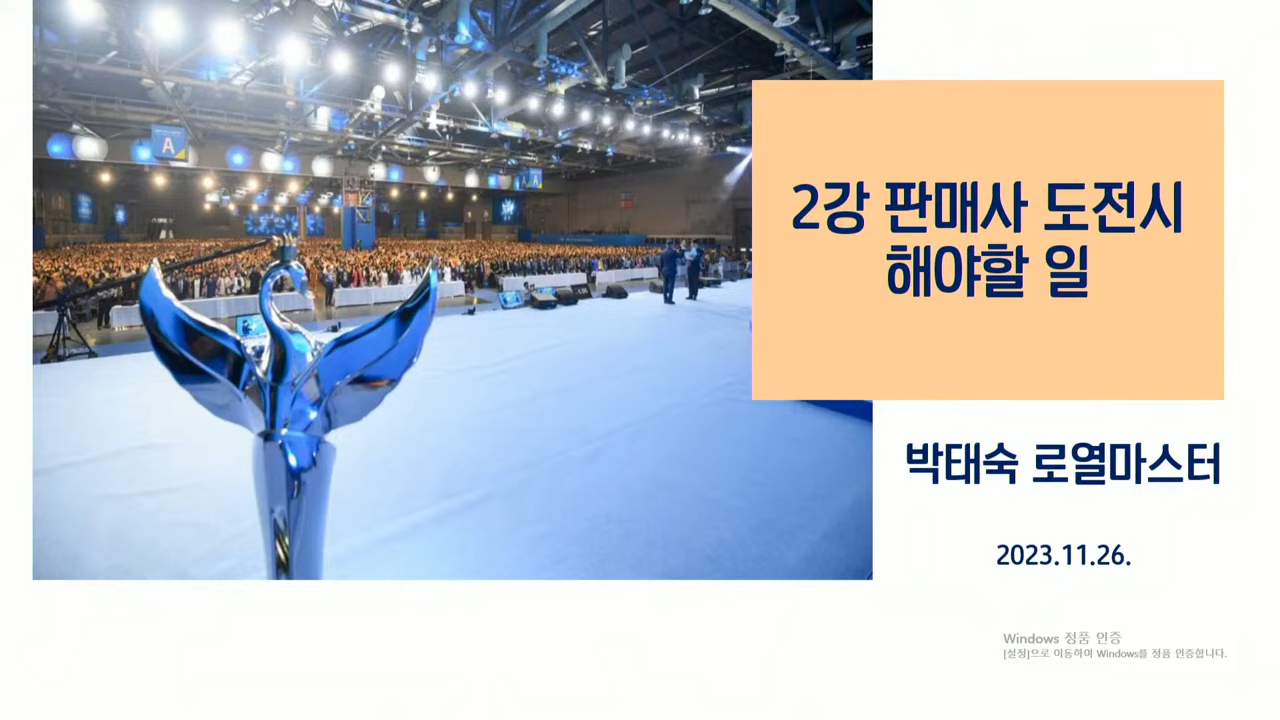 A
2강 판매사 도전시
해야할 일
박태숙 로열마스터
2023.11.26.
Windows 정품 인증
[설정]으로 이동하여 Windows를 정품 인증합니다.